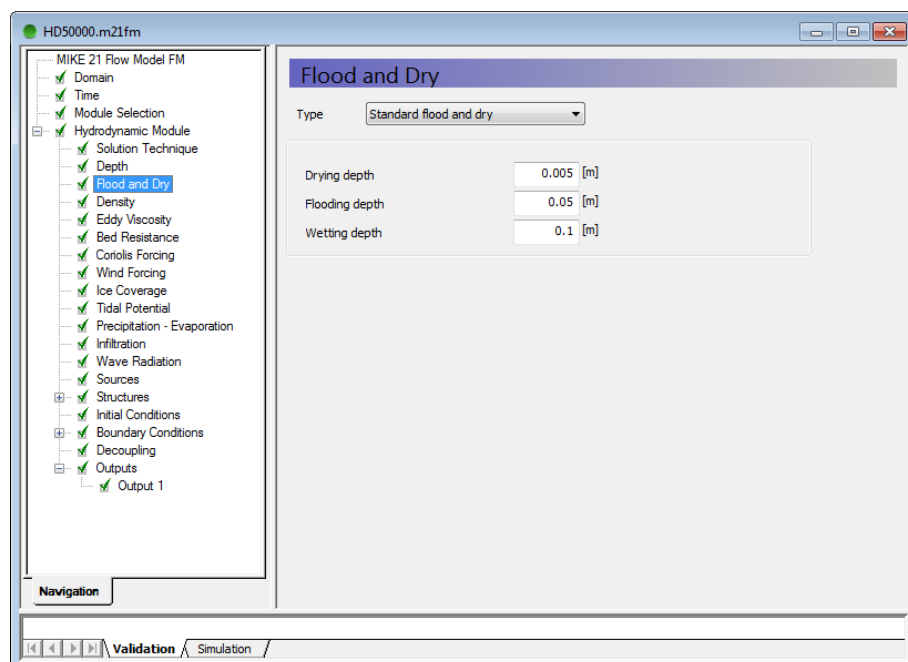 HD50000.m21fm
MIKE 21 Flow Model FM
Domain
Time
Module Selection
Hydrodynamic Module
Solution Technique
Depth
Flood and Dry
Density
Eddy Viscosity
Bed Resistance
Coriolis Forcing
Wind Forcing
Ice Coverage
Tidal Potential
Precipitation - Evaporation
Infiltration
Wave Radiation
Sources
Structures
Initial Conditions
Boundary Conditions
Decoupling
Outputs
Output 1
Navigation
Flood and Dry
Type Standard flood and dry
Drying depth 0.005 [m]
Flooding depth 0.05 [m]
Wetting depth 0.1 [m]
Validation Simulation